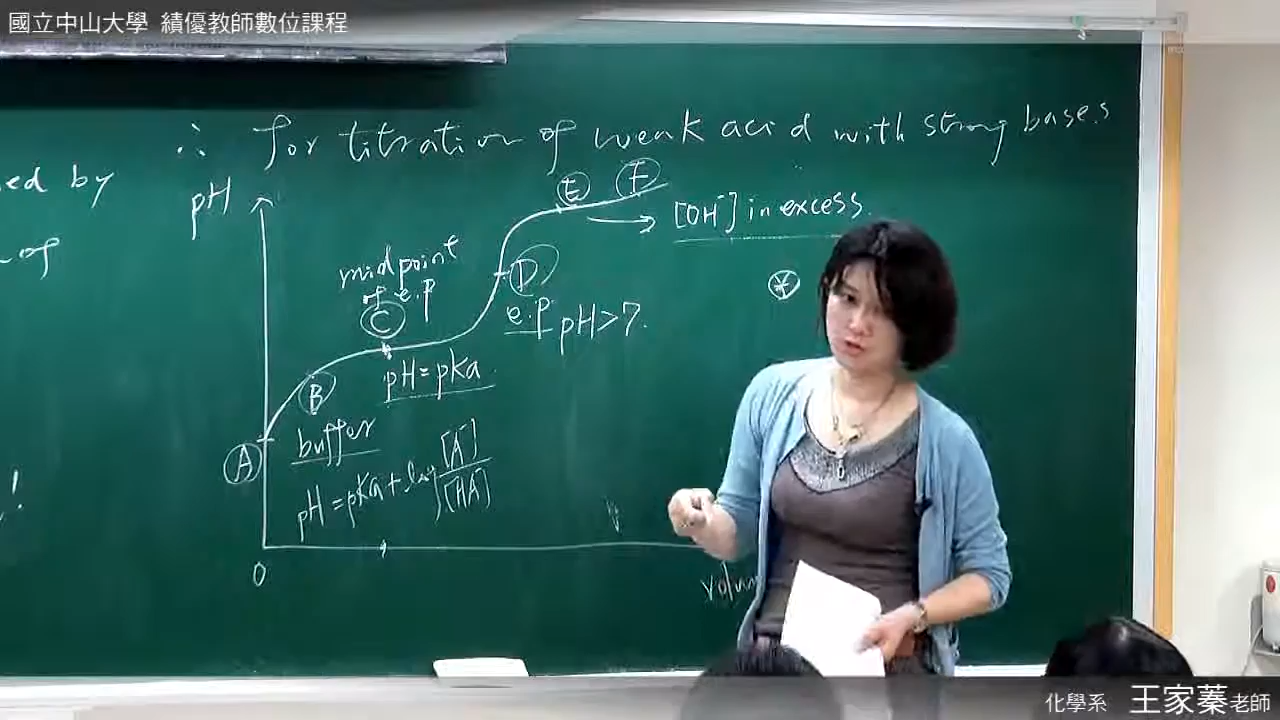 國立中山大學 績優教師數位課程
∴ for titration of weak acid with strong bases
ed by
of
!
pH
E F
[OH⁻] in excess.
midpoint
of e.p
C
D
e.p pH>7.
pH=pKa
B
buffer
A
pH=pKa+log [A⁻]/[HA]
0
volum
化學系 王家蓁老師